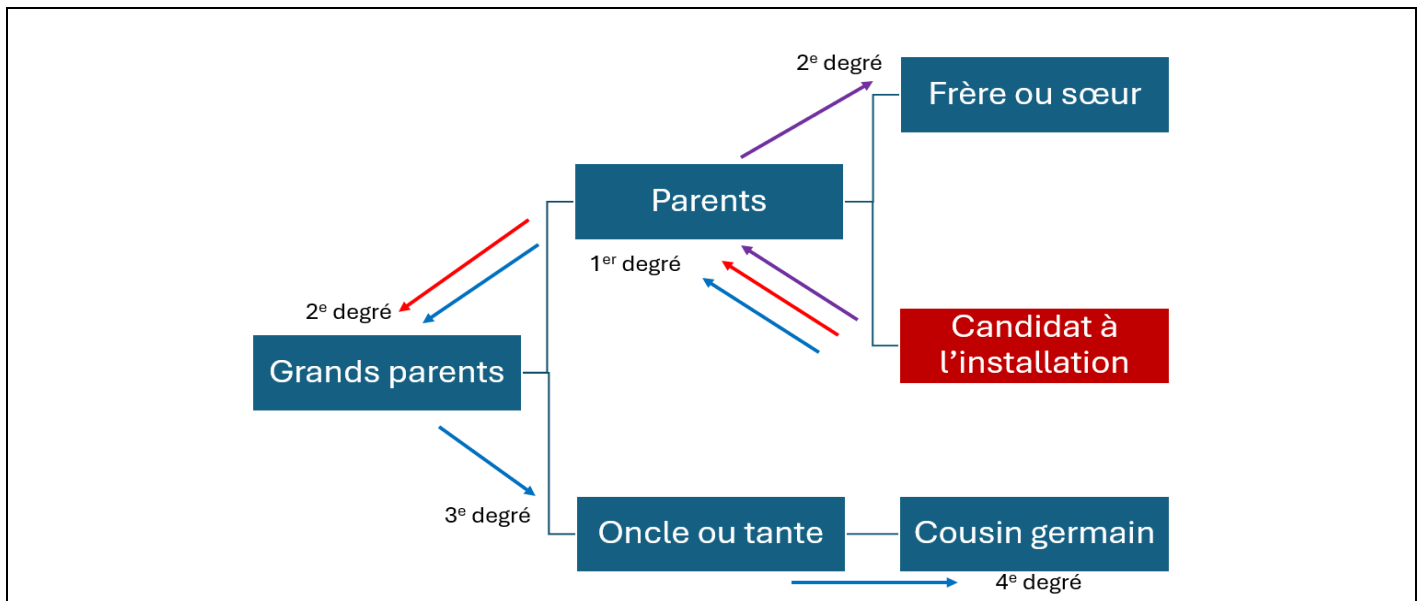 2e degré
Frère ou sœur
Parents
1er degré
2e degré
Candidat à
l’installation
Grands parents
3e degré
Oncle ou tante
Cousin germain
4e degré